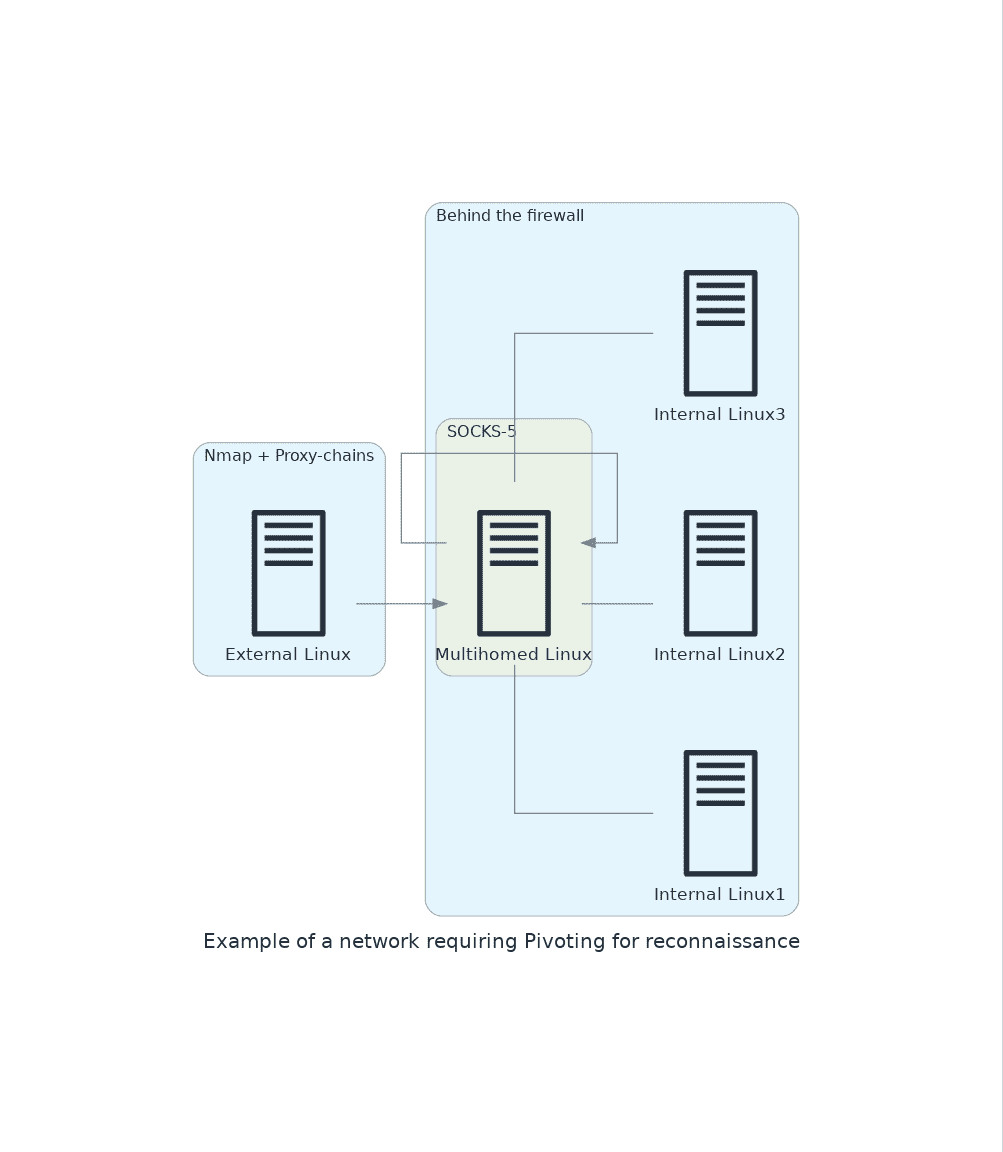 Behind the firewall
Internal Linux3
SOCKS-5
Nmap + Proxy-chains
External Linux
Multihomed Linux
Internal Linux2
Internal Linux1
Example of a network requiring Pivoting for reconnaissance